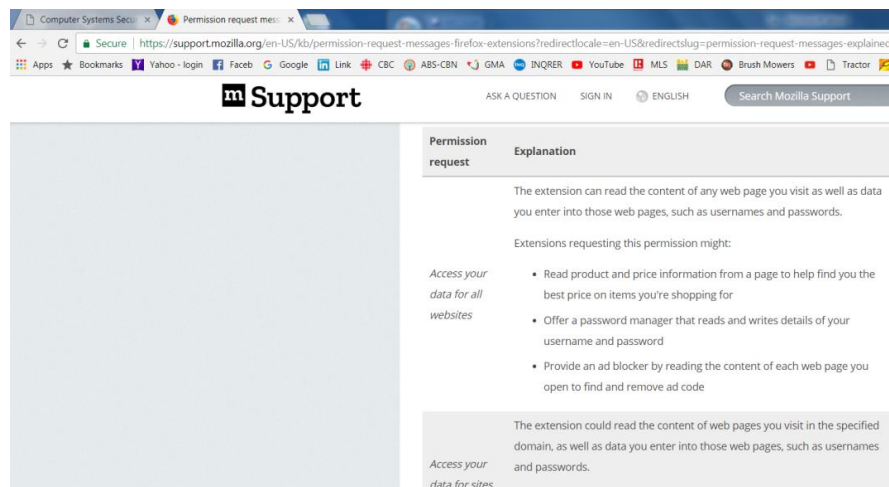 Computer Systems Secu
Permission request mess
Secure
https://support.mozilla.org/en-US/kb/permission-request-messages-firefox-extensions?redirectlocale=en-US&redirectslug=permission-request-messages-explained
Apps
Bookmarks
Yahoo - login
Faceb
Google
Link
CBC
ABS-CBN
GMA
INQRER
YouTube
MLS
DAR
Brush Mowers
Tractor
m Support
ASK A QUESTION
SIGN IN
ENGLISH
Search Mozilla Support
Permission
request
Explanation
The extension can read the content of any web page you visit as well as data
you enter into those web pages, such as usernames and passwords.
Extensions requesting this permission might:
Access your
data for all
websites
• Read product and price information from a page to help find you the
best price on items you're shopping for
• Offer a password manager that reads and writes details of your
username and password
• Provide an ad blocker by reading the content of each web page you
open to find and remove ad code
The extension could read the content of web pages you visit in the specified
domain, as well as data you enter into those web pages, such as usernames
and passwords.
Access your
data for sites